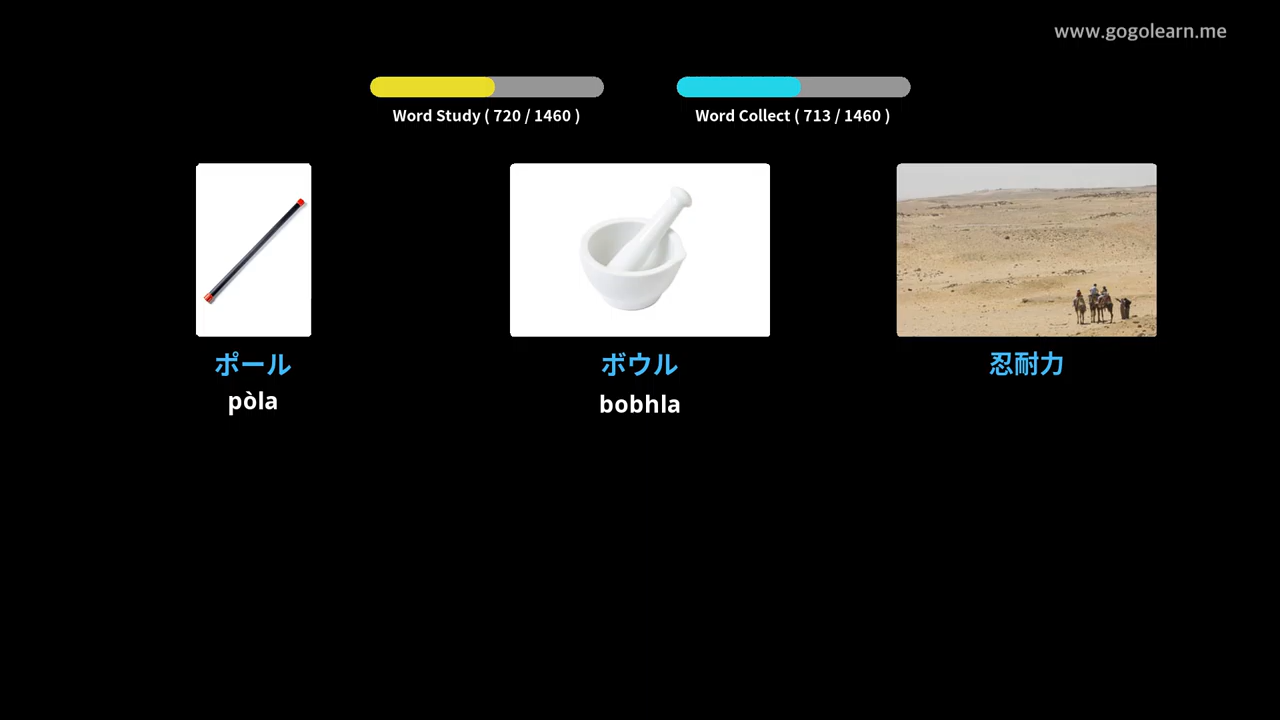 www.gogolearn.me
Word Study ( 720 / 1460 )
Word Collect ( 713 / 1460 )
ポール
ボウル
忍耐力
pòla
bobhla